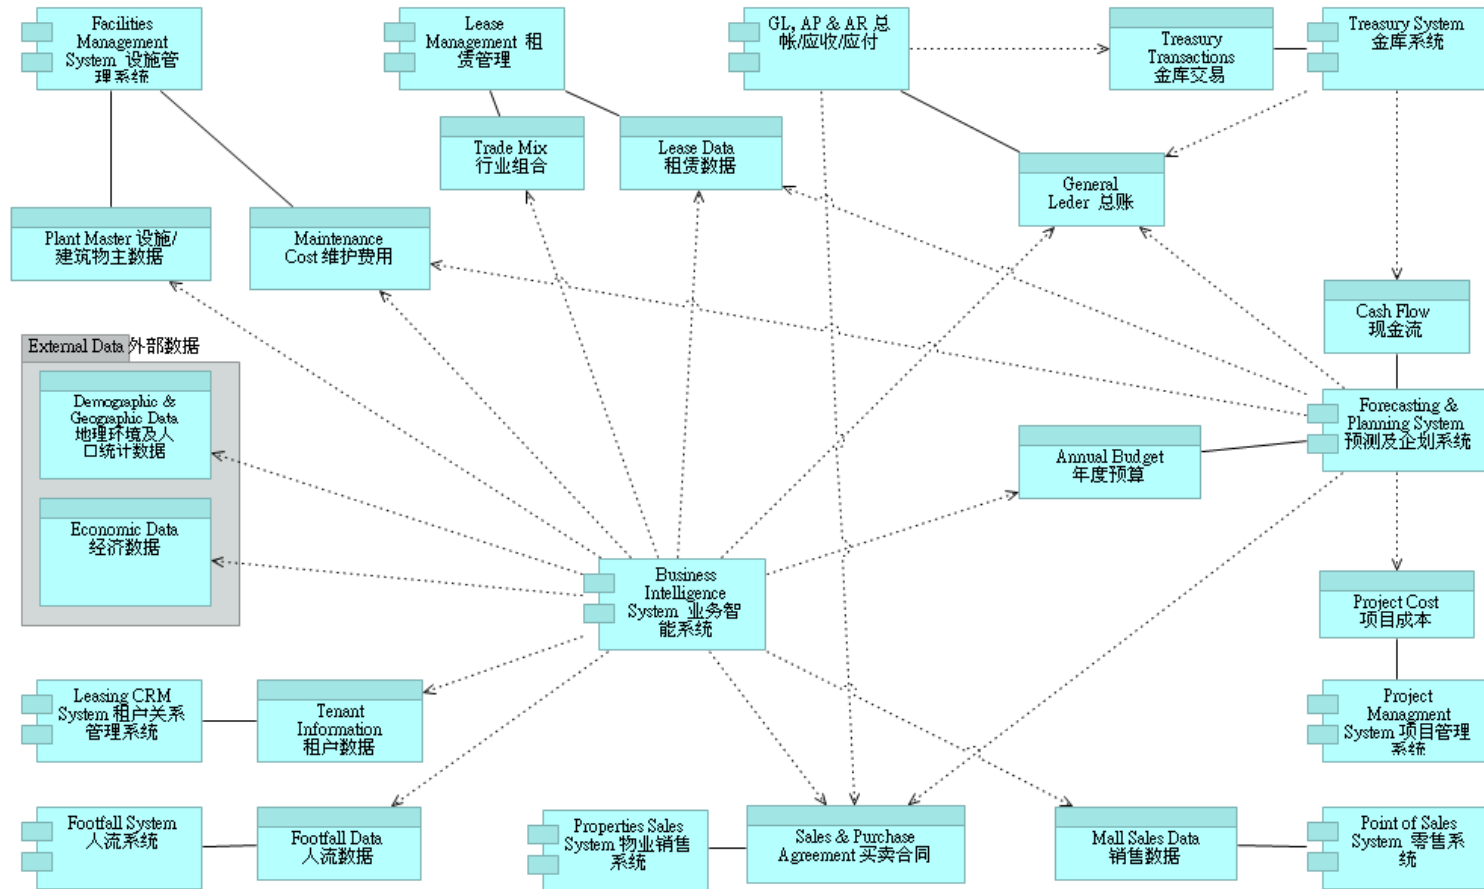 Facilities
Management
System 设施管
理系统
Lease
Management 租
赁管理
GL, AP & AR 总
帐/应收/应付
Treasury
Transactions
金库交易
Treasury System
金库系统
Trade Mix
行业组合
Lease Data
租赁数据
General
Leder 总账
Plant Master 设施/
建筑物主数据
Maintenance
Cost 维护费用
Cash Flow
现金流
External Data 外部数据
Demographic &
Geographic Data
地理环境及人
口统计数据
Economic Data
经济数据
Forecasting &
Planning System
预测及企划系统
Annual Budget
年度预算
Business
Intelligence
System 业务智
能系统
Project Cost
项目成本
Leasing CRM
System 租户关系
管理系统
Tenant
Information
租户数据
Project
Managment
System 项目管理
系统
Footfall System
人流系统
Footfall Data
人流数据
Properties Sales
System 物业销售
系统
Sales & Purchase
Agreement 买卖合同
Mall Sales Data
销售数据
Point of Sales
System 零售系
统